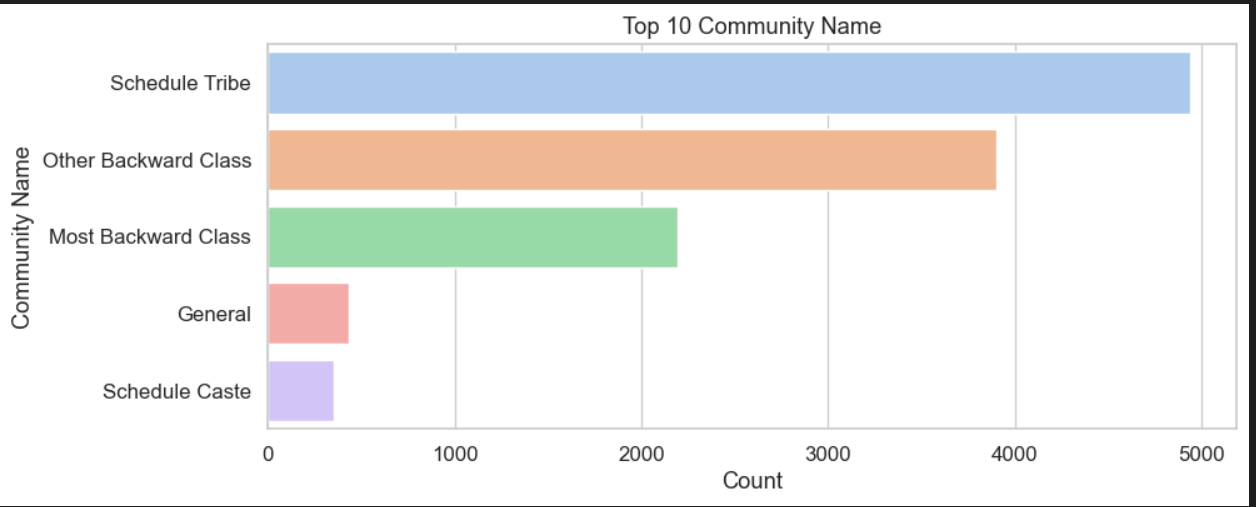 Top 10 Community Name
Community Name
Schedule Tribe
Other Backward Class
Most Backward Class
General
Schedule Caste
0 1000 2000 3000 4000 5000
Count